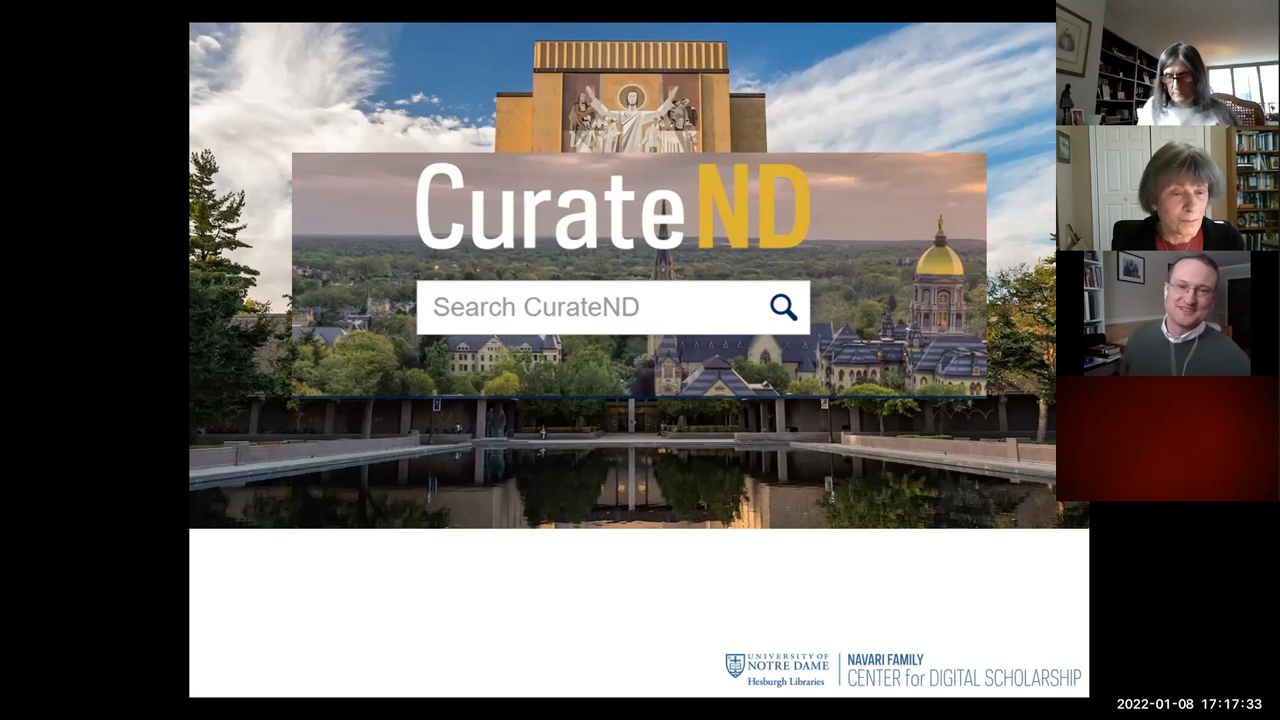 CurateND
Search CurateND
UNIVERSITY OF
NOTRE DAME
Hesburgh Libraries
NAVARI FAMILY
CENTER for DIGITAL SCHOLARSHIP
2022-01-08 17:17:33